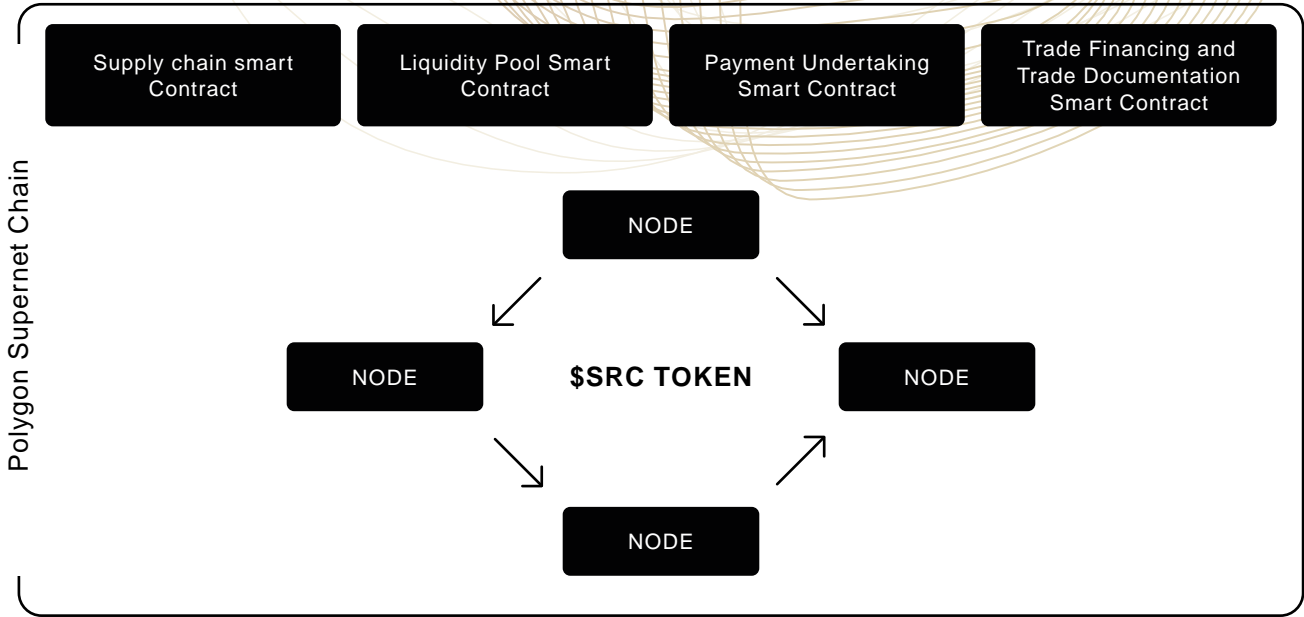 Supply chain smart
Contract
Liquidity Pool Smart
Contract
Payment Undertaking
Smart Contract
Trade Financing and
Trade Documentation
Smart Contract
Polygon Supernet Chain
NODE
NODE
$SRC TOKEN
NODE
NODE